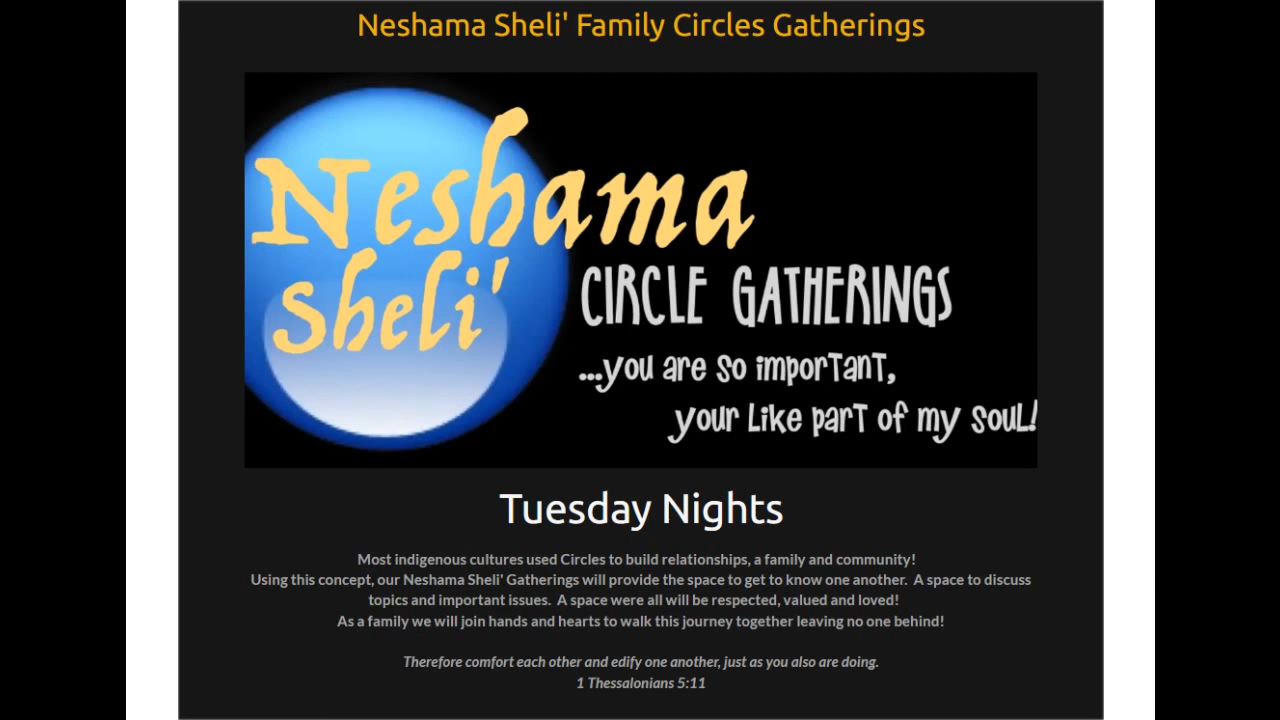 Neshama Sheli' Family Circles Gatherings
Neshama
Sheli'
CIRCLE GATHERINGS
...you are so important,
your like part of my soul!
Tuesday Nights
Most indigenous cultures used Circles to build relationships, a family and community!
Using this concept, our Neshama Sheli' Gatherings will provide the space to get to know one another.  A space to discuss
topics and important issues.  A space were all will be respected, valued and loved!
As a family we will join hands and hearts to walk this journey together leaving no one behind!
Therefore comfort each other and edify one another, just as you also are doing.
1 Thessalonians 5:11